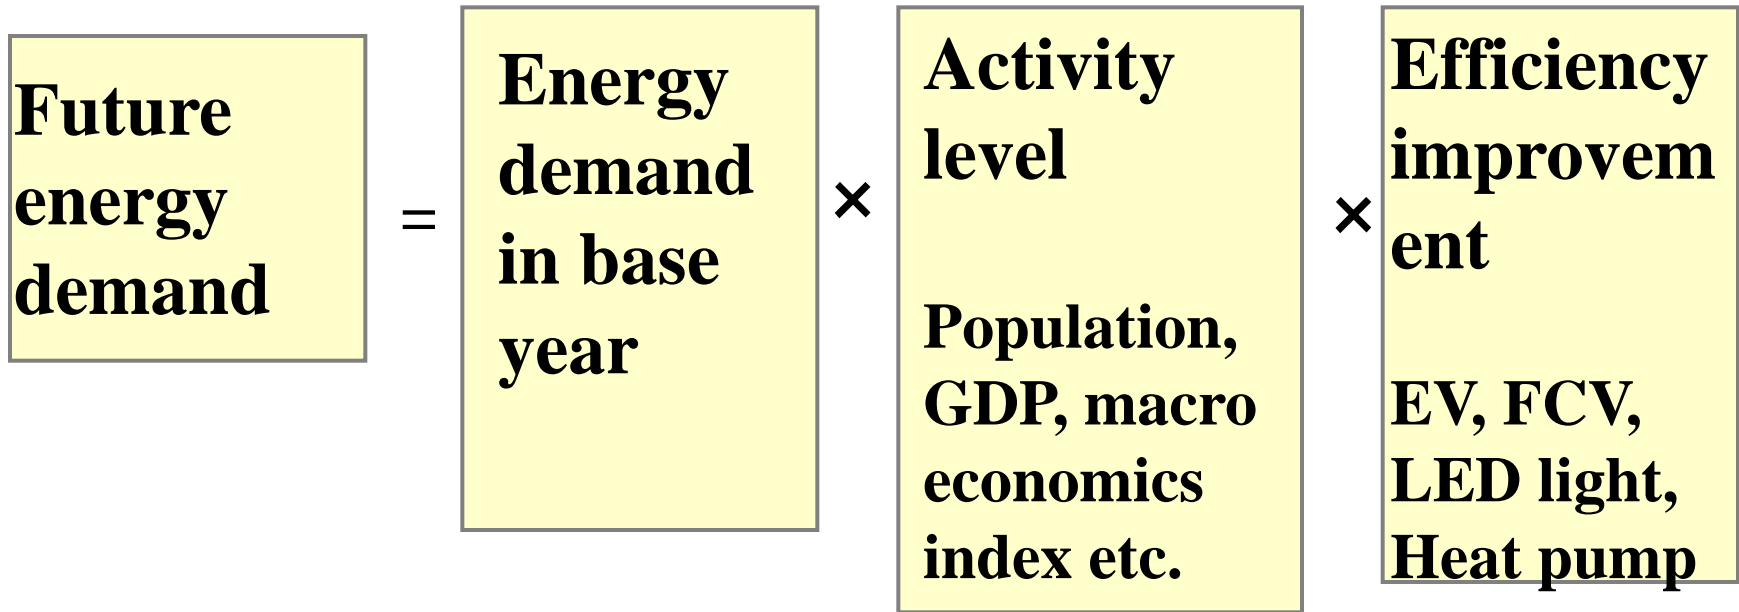 Future
energy
demand
=
Energy
demand
in base
year
×
Activity
level
Population,
GDP, macro
economics
index etc.
×
Efficiency
improvem
ent
EV, FCV,
LED light,
Heat pump